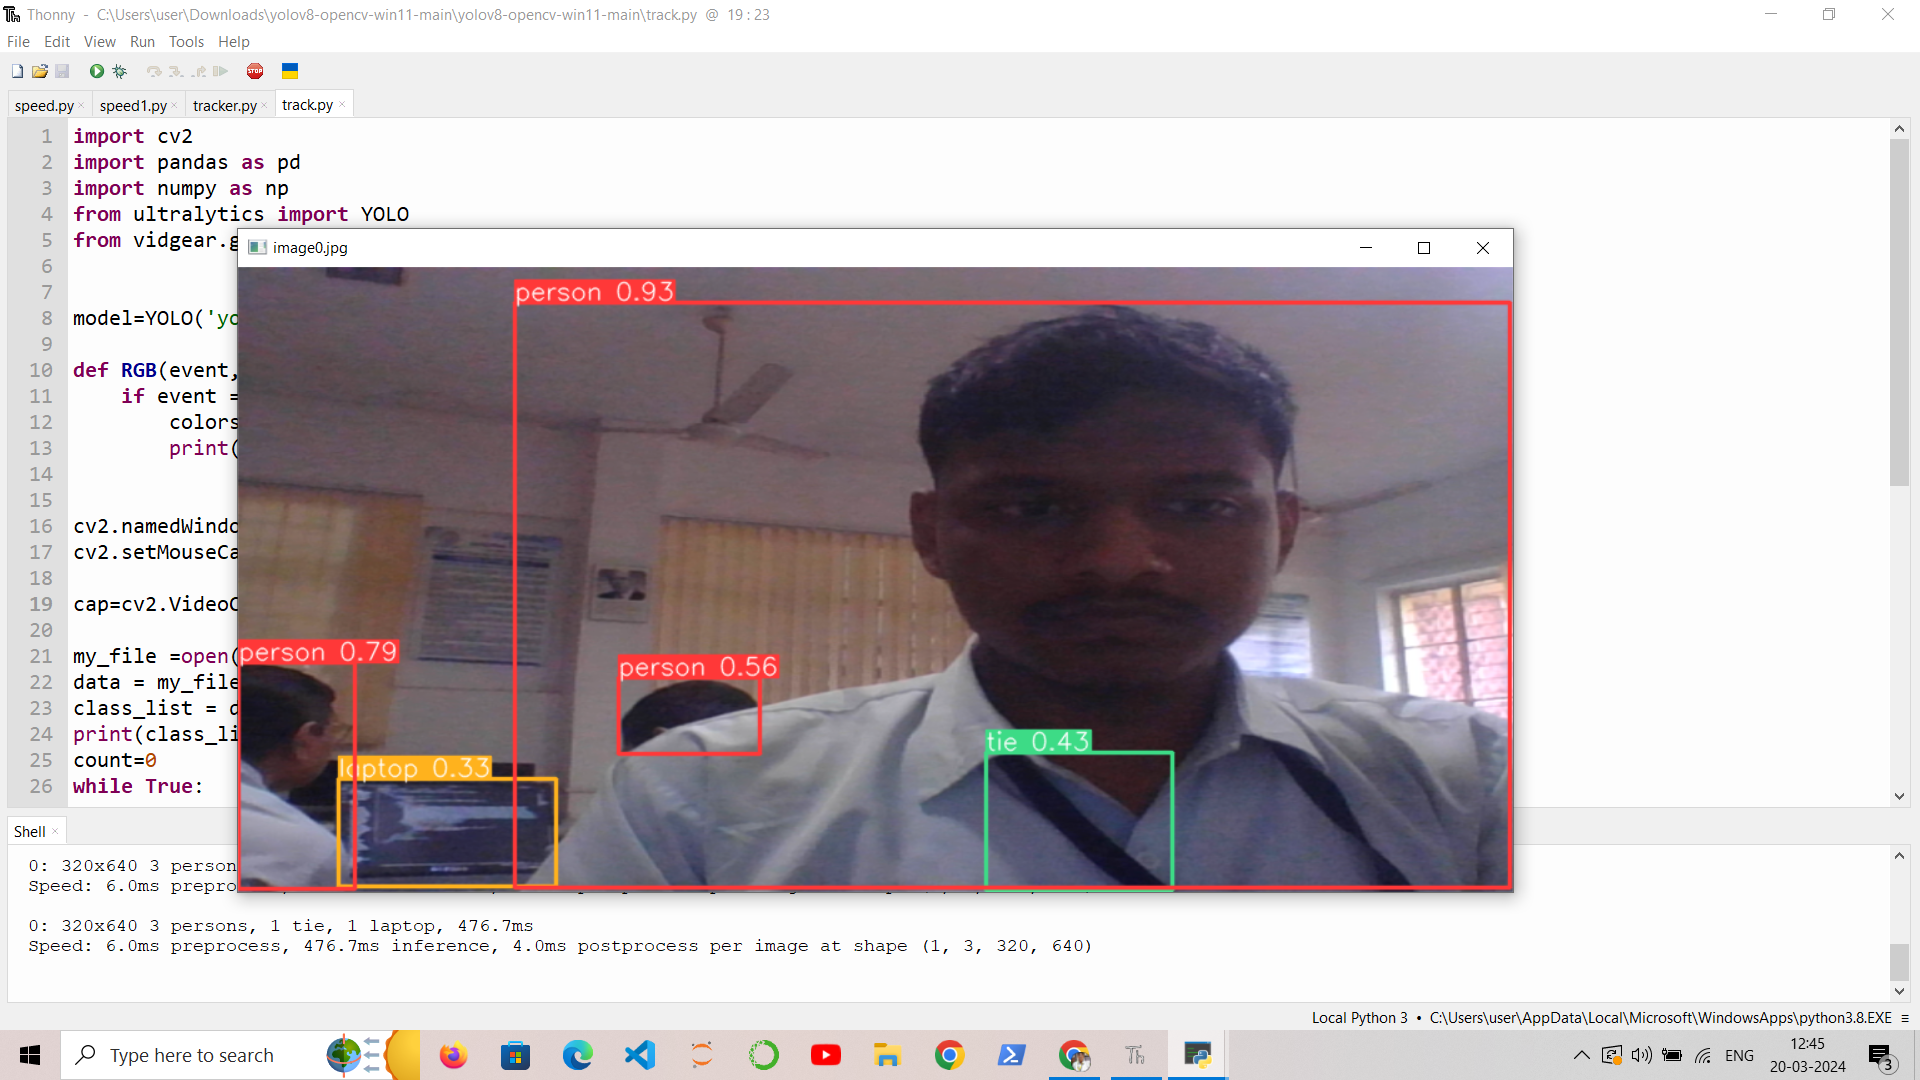 Thonny - C:\Users\user\Downloads\yolov8-opencv-win11-main\yolov8-opencv-win11-main\track.py @ 19 : 23
File Edit View Run Tools Help
STOP
speed.py speed1.py tracker.py track.py
1 import cv2
2 import pandas as pd
3 import numpy as np
4 from ultralytics import YOLO
5 from vidgear.g
6
7
8 model=YOLO('yo
9
10 def RGB(event,
11 if event =
12 colors
13 print(
14
15
16 cv2.namedWindo
17 cv2.setMouseCa
18
19 cap=cv2.VideoC
20
21 my_file =open(
22 data = my_file
23 class_list = d
24 print(class_li
25 count=0
26 while True:
image0.jpg
person 0.93
person 0.79
person 0.56
tie 0.43
laptop 0.33
Shell
0: 320x640 3 person
Speed: 6.0ms prepro
0: 320x640 3 persons, 1 tie, 1 laptop, 476.7ms
Speed: 6.0ms preprocess, 476.7ms inference, 4.0ms postprocess per image at shape (1, 3, 320, 640)
Local Python 3 • C:\Users\user\AppData\Local\Microsoft\WindowsApps\python3.8.EXE ≡
Type here to search
ENG
12:45
20-03-2024
3